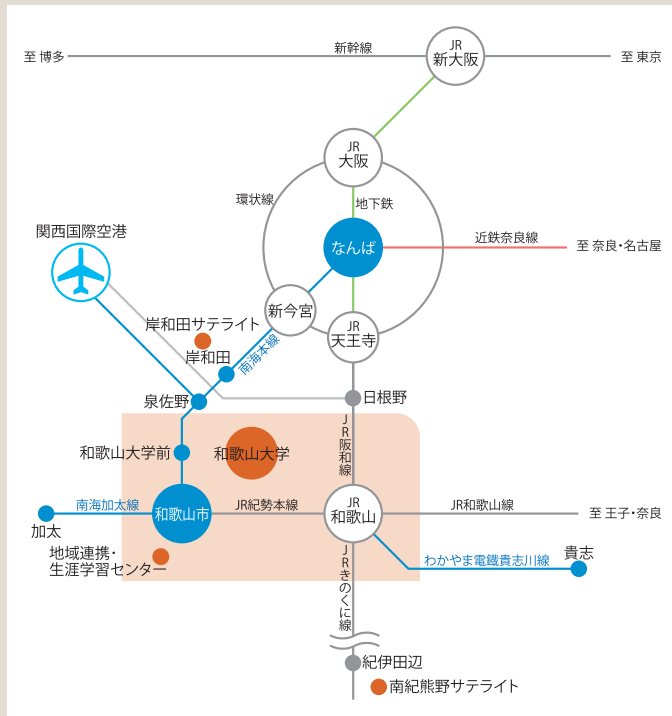 JR
新大阪
至 博多
新幹線
至 東京
JR
大阪
環状線
地下鉄
関西国際空港
なんば
近鉄奈良線
至 奈良・名古屋
新今宮
岸和田サテライト
JR
天王寺
岸和田
南海本線
泉佐野
日根野
JR阪和線
和歌山大学前
和歌山大学
南海加太線
和歌山市
JR紀勢本線
JR
和歌山
JR和歌山線
至 王子・奈良
加太
地域連携・
生涯学習センター
JRきのくに線
わかやま電鐵貴志川線
貴志
紀伊田辺
南紀熊野サテライト